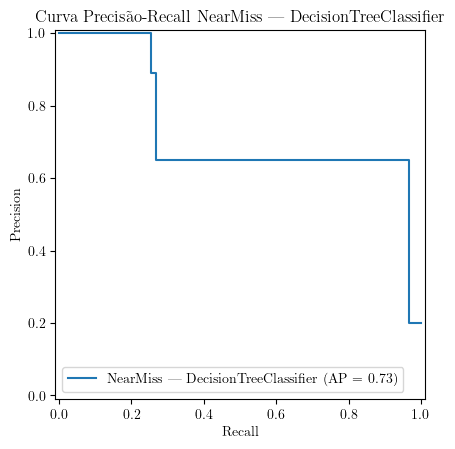 Curva Precisão-Recall NearMiss — DecisionTreeClassifier
1.0
0.8
0.6
0.4
0.2
0.0
Precision
NearMiss — DecisionTreeClassifier (AP = 0.73)
0.0 0.2 0.4 0.6 0.8 1.0
Recall